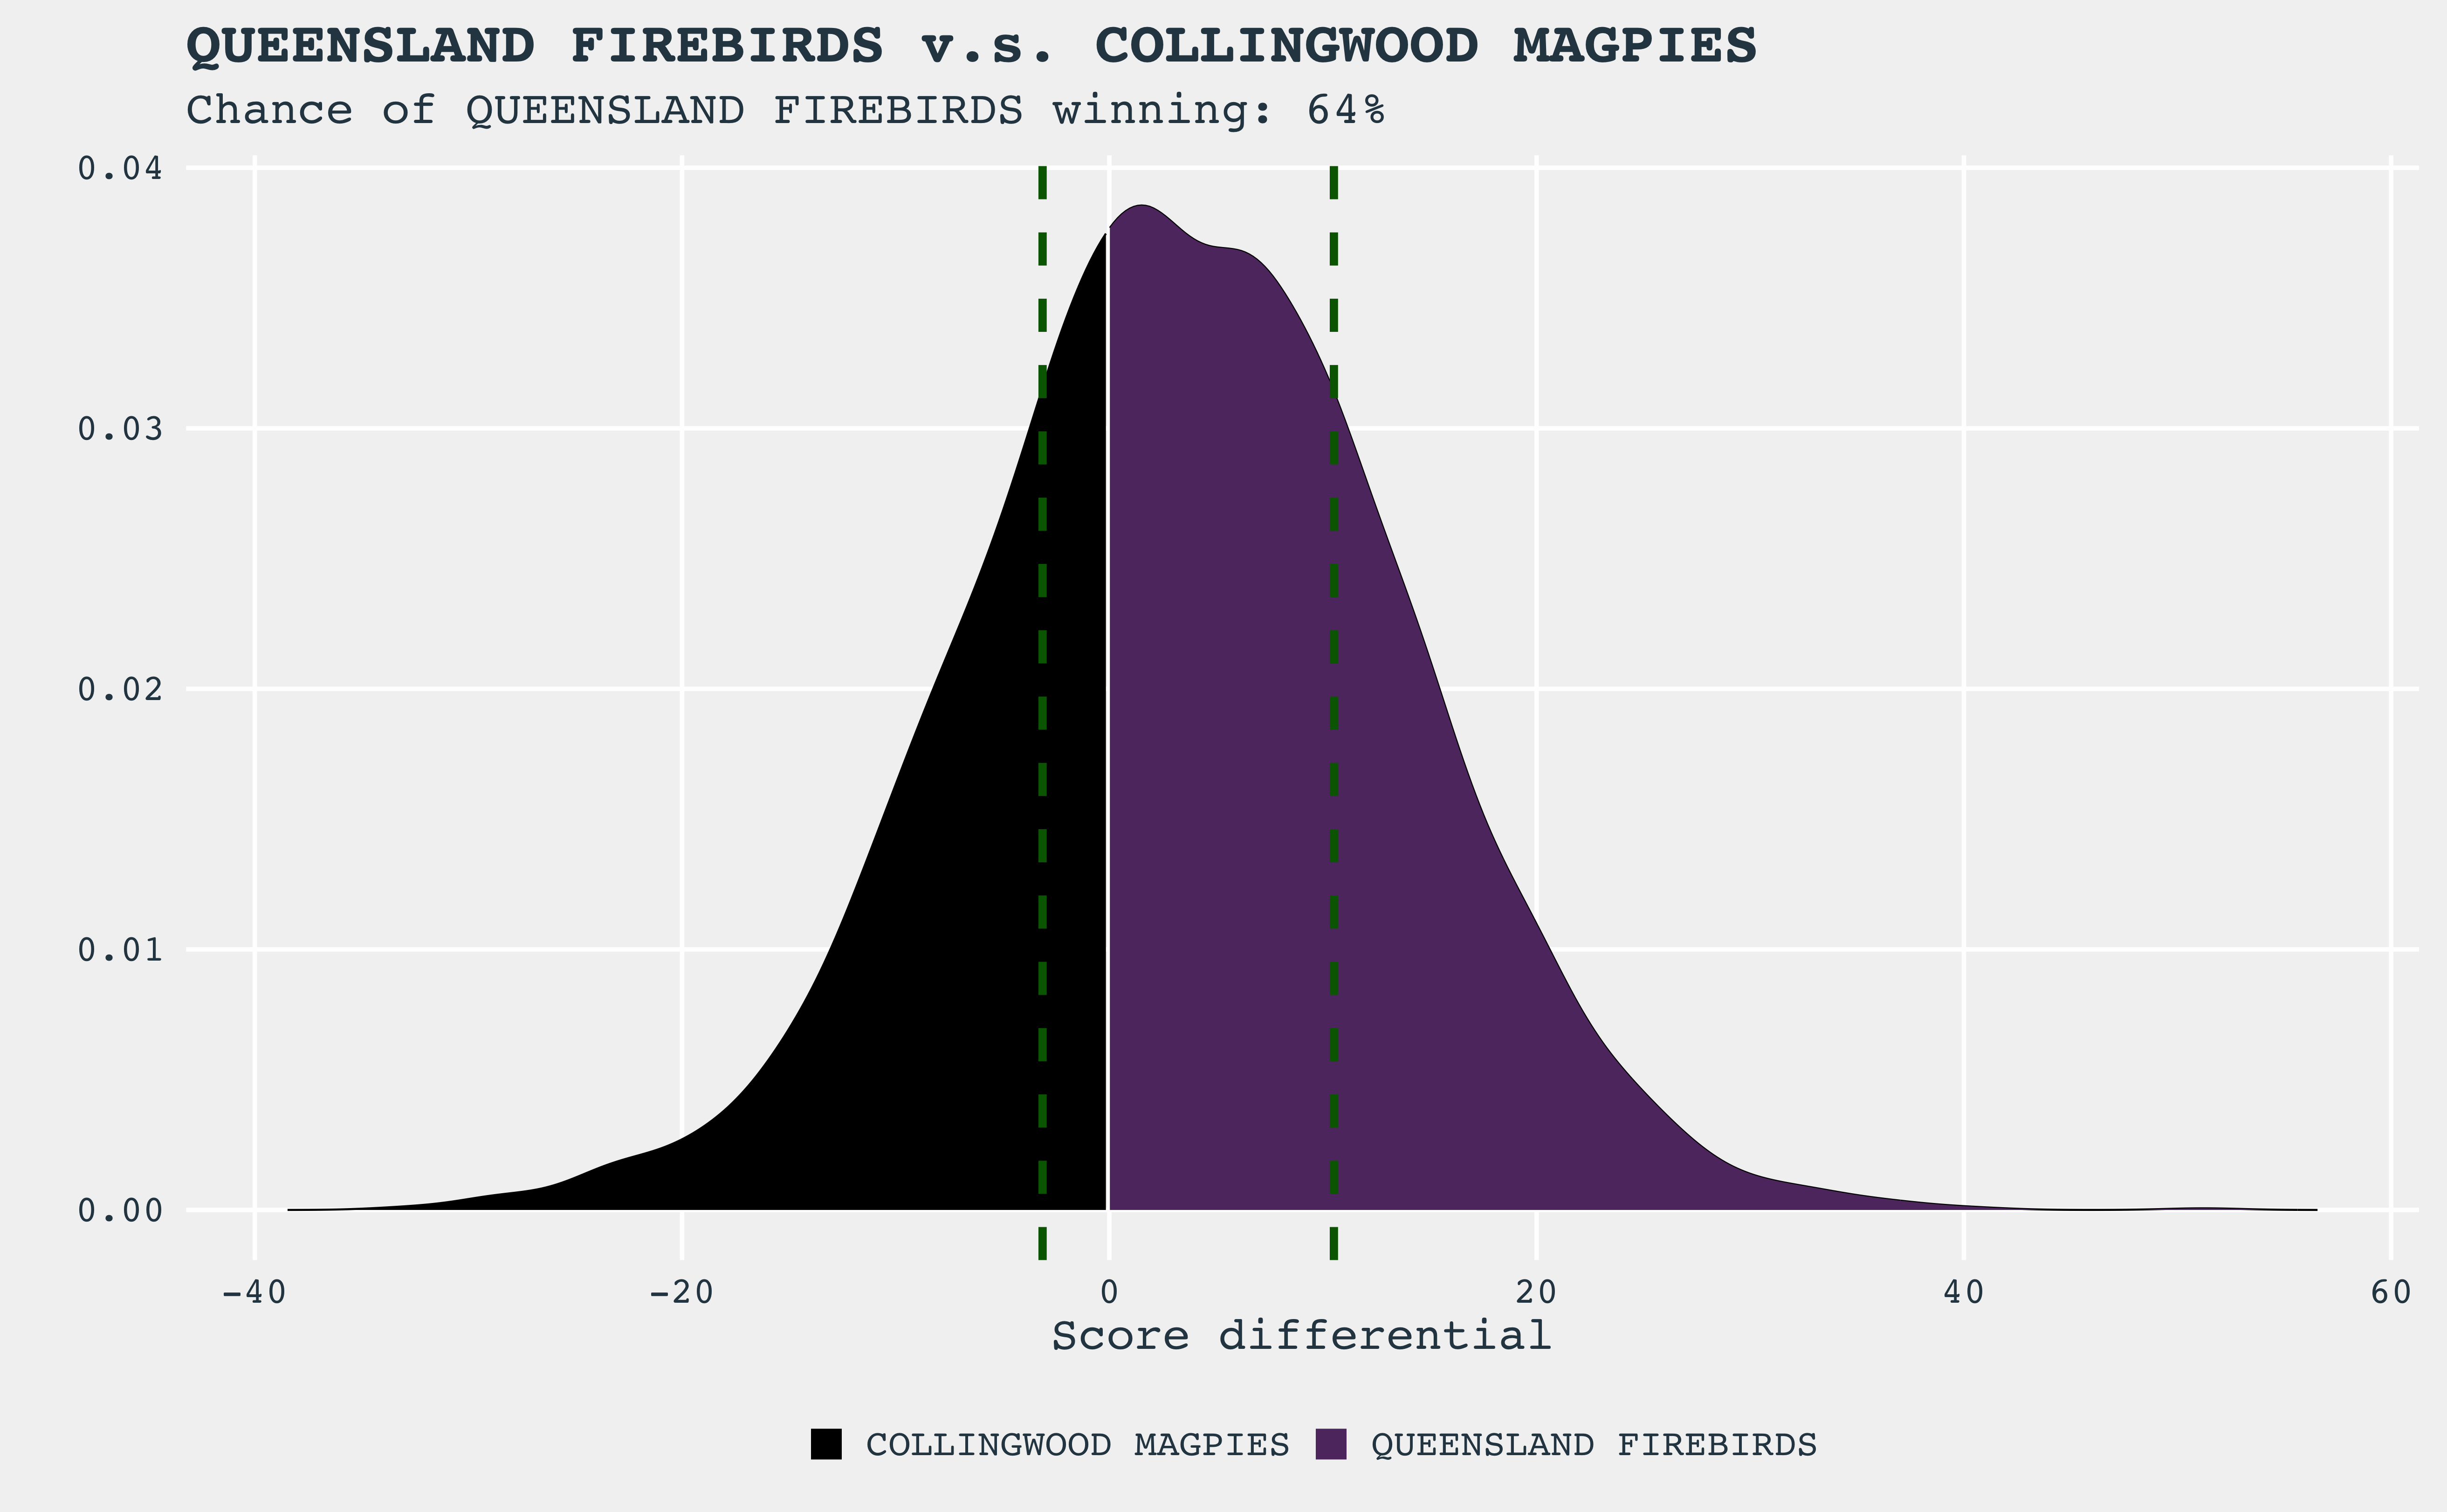 QUEENSLAND FIREBIRDS v.s. COLLINGWOOD MAGPIES
Chance of QUEENSLAND FIREBIRDS winning: 64%
0.04
0.03
0.02
0.01
0.00
-40 -20 0 20 40 60
Score differential
COLLINGWOOD MAGPIES QUEENSLAND FIREBIRDS